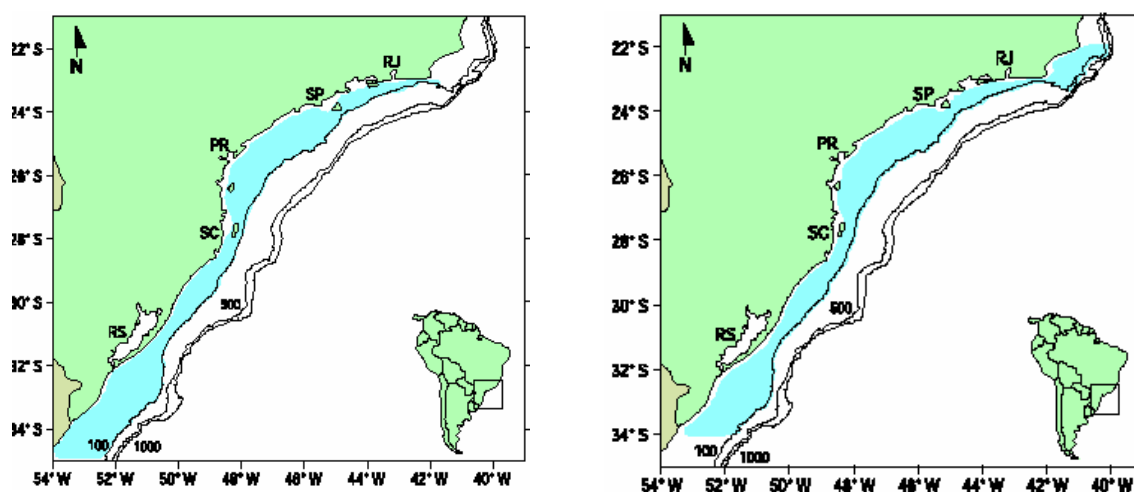 22° S
24° S
26° S
28° S
30° S
32° S
34° S
N
RJ
SP
PR
SC
RS
500
100
1000
54° W
52° W
50° W
48° W
46° W
44° W
42° W
40° W
22° S
24° S
26° S
28° S
30° S
32° S
34° S
N
RJ
SP
PR
SC
RS
500
100
1000
54° W
52° W
50° W
48° W
46° W
44° W
42° W
40° W